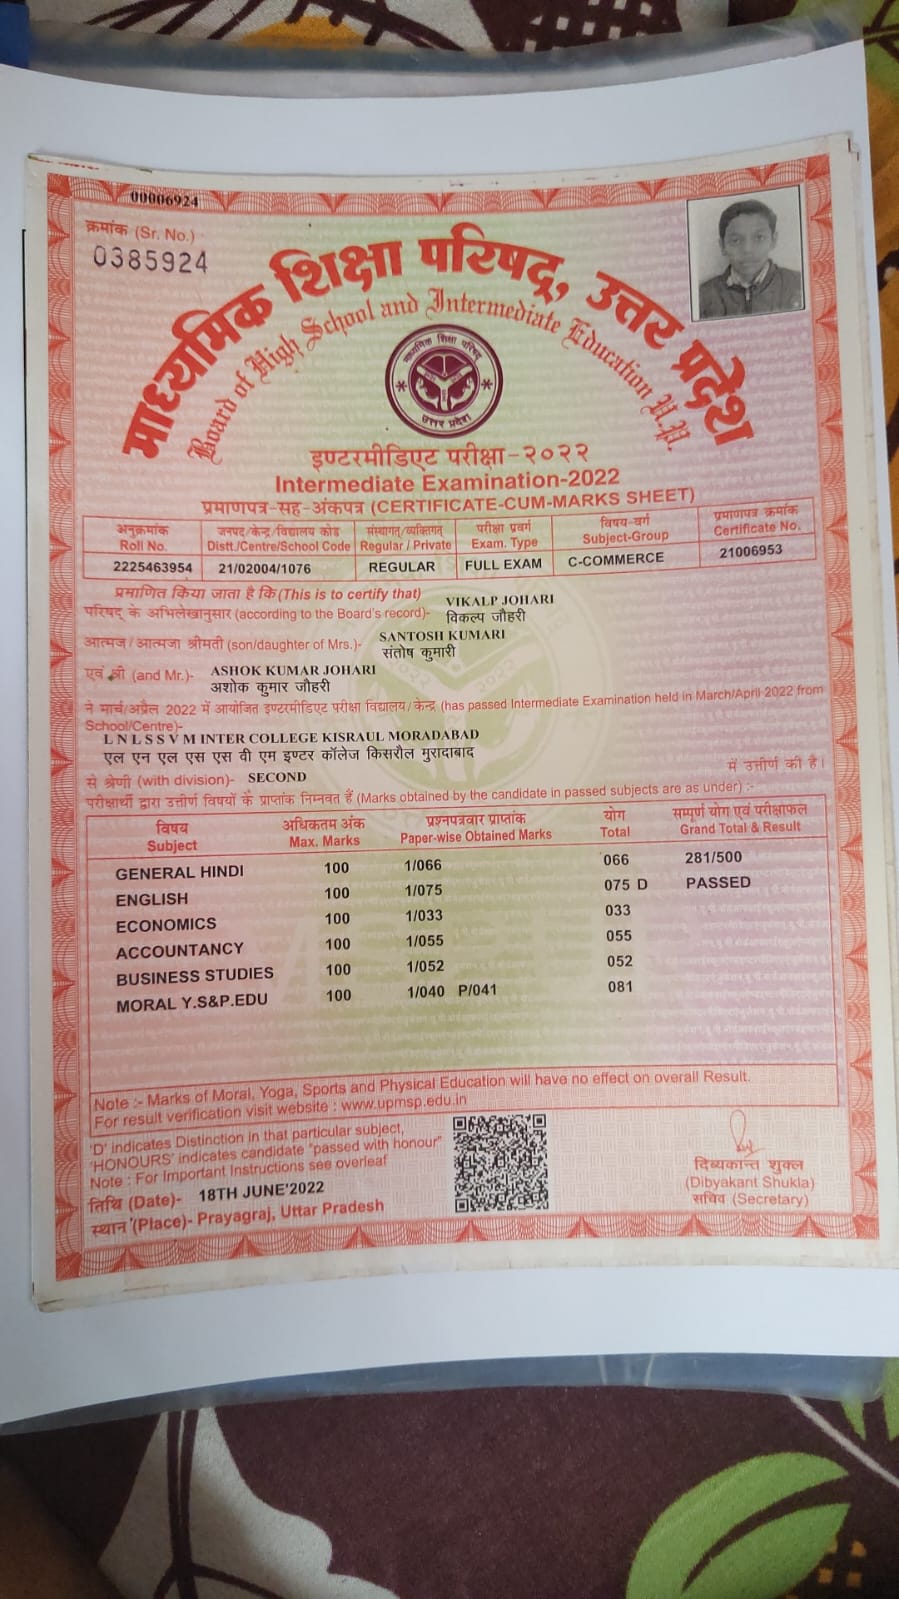 00006924
क्रमांक (Sr. No.)
0385924
माध्यमिक शिक्षा परिषद्, उत्तर प्रदेश
Board of High School and Intermediate Education U.P.
माध्यमिक शिक्षा परिषद्
उत्तर प्रदेश
इण्टरमीडिएट परीक्षा-२०२२
Intermediate Examination-2022
प्रमाणपत्र-सह-अंकपत्र (CERTIFICATE-CUM-MARKS SHEET)
अनुक्रमांक जनपद/केन्द्र/विद्यालय कोड संस्थागत/व्यक्तिगत परीक्षा प्रवर्ग विषय-वर्ग प्रमाणपत्र क्रमांक
Roll No. Distt./Centre/School Code Regular / Private Exam. Type Subject-Group Certificate No.
2225463954 21/02004/1076 REGULAR FULL EXAM C-COMMERCE 21006953
प्रमाणित किया जाता है कि (This is to certify that) VIKALP JOHARI
परिषद् के अभिलेखानुसार (according to the Board's record)- विकल्प जौहरी
SANTOSH KUMARI
आत्मज/आत्मजा श्रीमती (son/daughter of Mrs.)- संतोष कुमारी
ASHOK KUMAR JOHARI
एवं श्री (and Mr.)- अशोक कुमार जौहरी
ने मार्च/अप्रैल 2022 में आयोजित इण्टरमीडिएट परीक्षा विद्यालय/केन्द्र (has passed Intermediate Examination held in March/April 2022 from
School/Centre)-
L N L S S V M INTER COLLEGE KISRAUL MORADABAD
एल एन एल एस एस वी एम इण्टर कॉलेज किसरौल मुरादाबाद
में उत्तीर्ण की है।
से श्रेणी (with division)- SECOND
परीक्षार्थी द्वारा उत्तीर्ण विषयों के प्राप्तांक निम्नवत हैं (Marks obtained by the candidate in passed subjects are as under) :-
विषय अधिकतम अंक प्रश्नपत्रवार प्राप्तांक योग सम्पूर्ण योग एवं परीक्षाफल
Subject Max. Marks Paper-wise Obtained Marks Total Grand Total & Result
GENERAL HINDI 100 1/066 066 281/500
ENGLISH 100 1/075 075 D PASSED
ECONOMICS 100 1/033 033
ACCOUNTANCY 100 1/055 055
BUSINESS STUDIES 100 1/052 052
MORAL Y.S&P.EDU 100 1/040 P/041 081
Note :- Marks of Moral, Yoga, Sports and Physical Education will have no effect on overall Result.
For result verification visit website : www.upmsp.edu.in
'D' indicates Distinction in that particular subject,
'HONOURS' indicates candidate "passed with honour"
Note : For Important Instructions see overleaf
तिथि (Date)- 18TH JUNE'2022
स्थान (Place)- Prayagraj, Uttar Pradesh
दिब्यकान्त शुक्ल
(Dibyakant Shukla)
सचिव (Secretary)